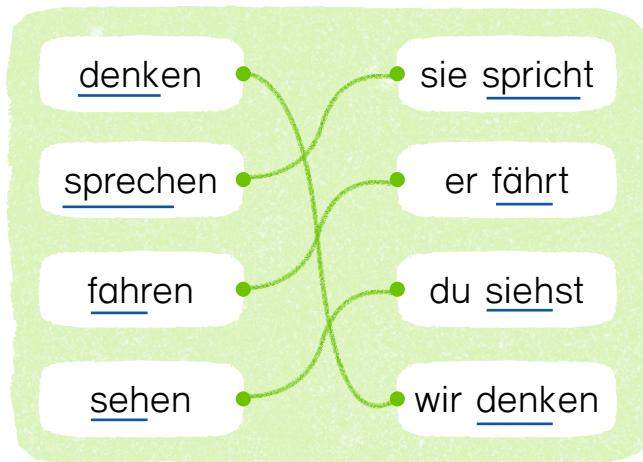 denken
sprechen
fahren
sehen
sie spricht
er fährt
du siehst
wir denken